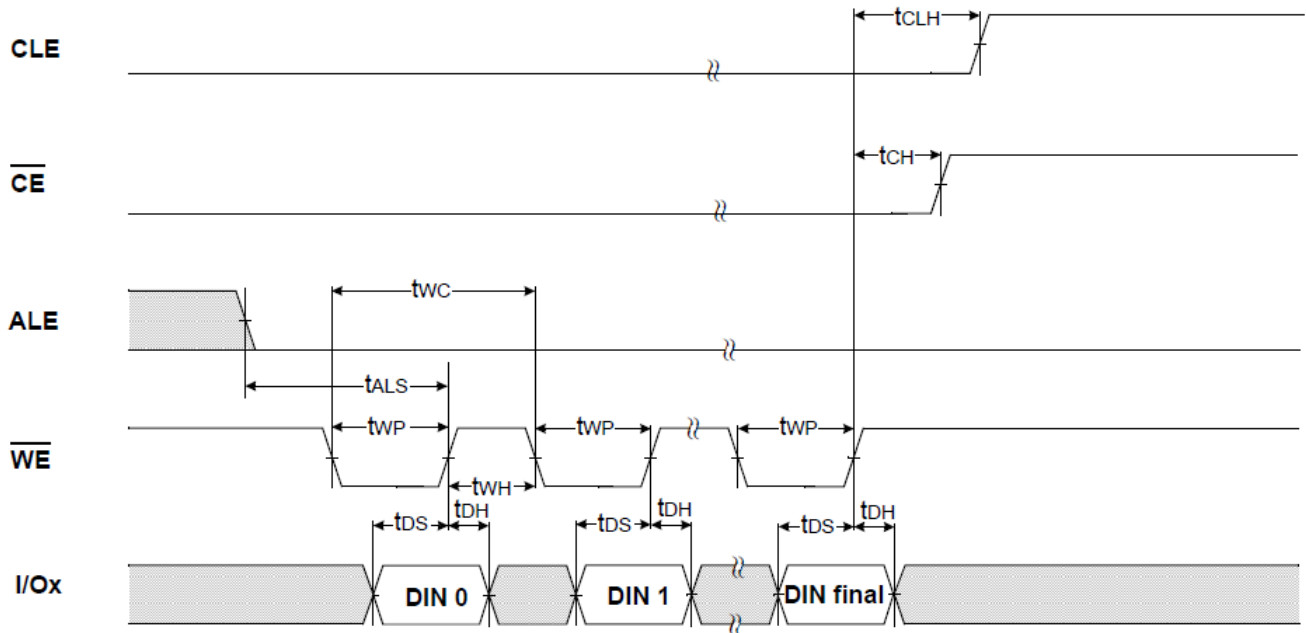 CLE
tCLH
CE
tCH
ALE
tWC
tALS
WE
tWP
tWP
tWP
tWH
I/Ox
tDS
tDH
tDS
tDH
tDS
tDH
DIN 0
DIN 1
DIN final